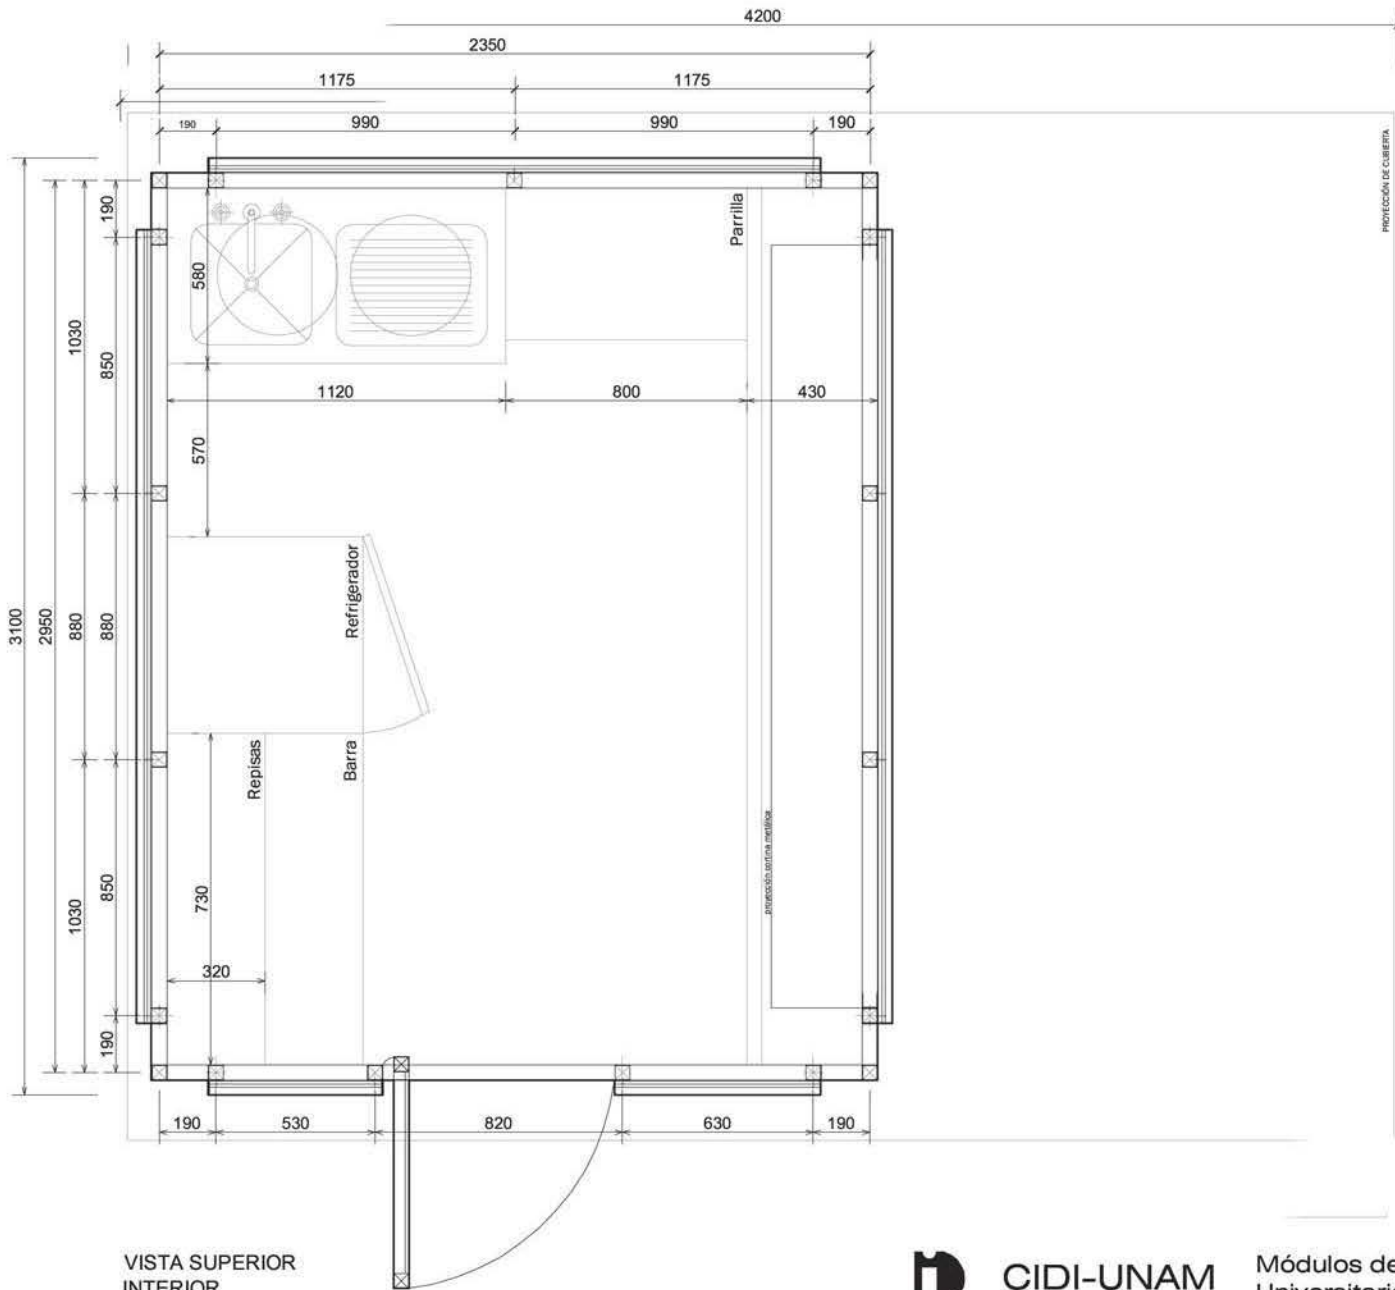 4200
2350
1175 1175
190 990 990 190
PROYECCIÓN DE CUBIERTA
3100
2950
1030
880
1030
190
850
880
850
190
580
Parrilla
1120 800 430
570
Refrigerador
Repisas
Barra
730
320
proyección cortina metálica
190 530 820 630 190
VISTA SUPERIOR
INTERIOR
CIDI-UNAM
Módulos de